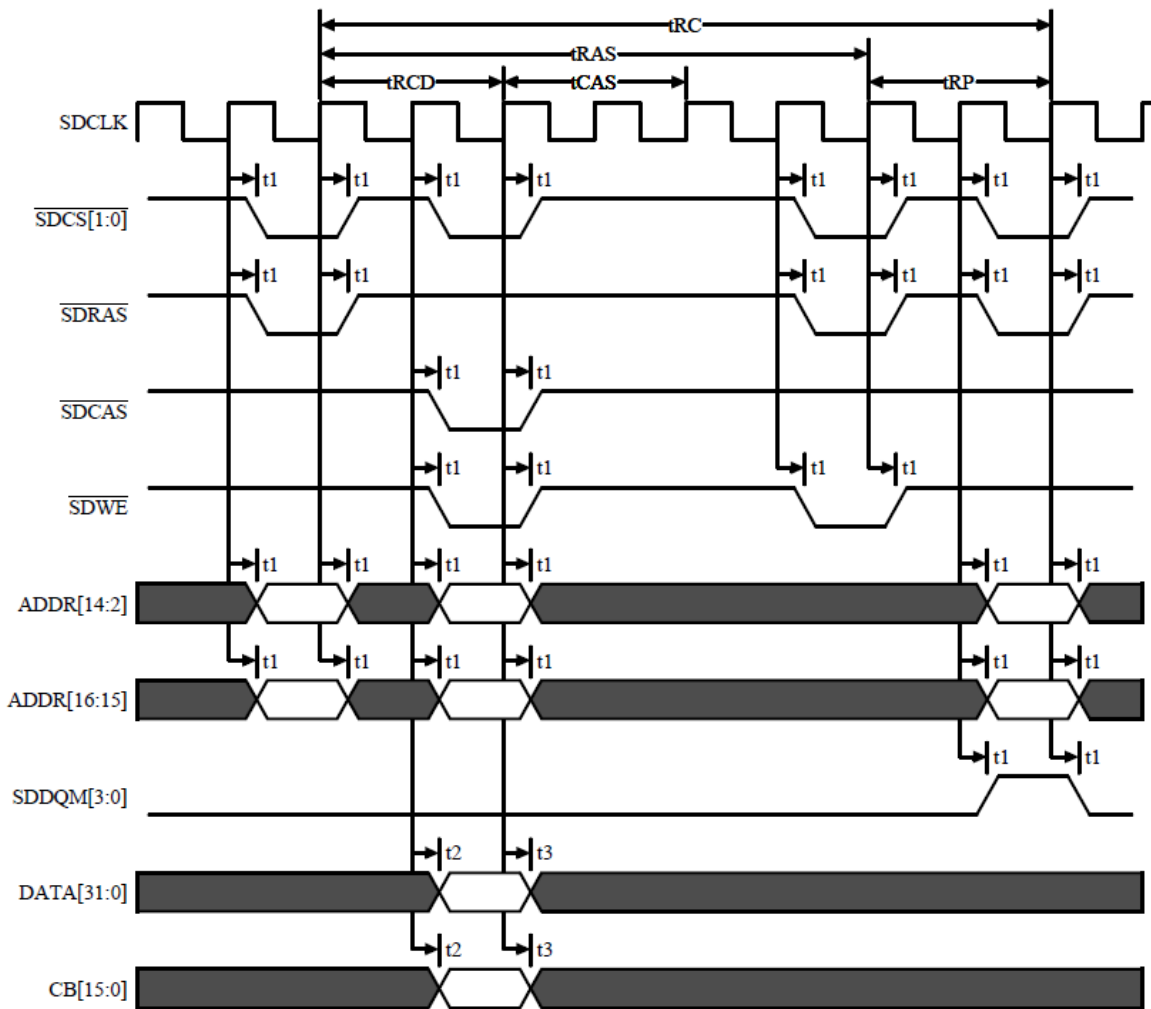 tRC
tRAS
tRCD tCAS tRP
SDCLK
t1 t1 t1 t1 t1 t1 t1 t1
SDCS[1:0]
t1 t1 t1 t1 t1 t1
SDRAS
t1 t1
SDCAS
t1 t1 t1 t1
SDWE
t1 t1 t1 t1 t1 t1
ADDR[14:2]
t1 t1 t1 t1 t1 t1
ADDR[16:15]
t1 t1
SDDQM[3:0]
t2 t3
DATA[31:0]
t2 t3
CB[15:0]